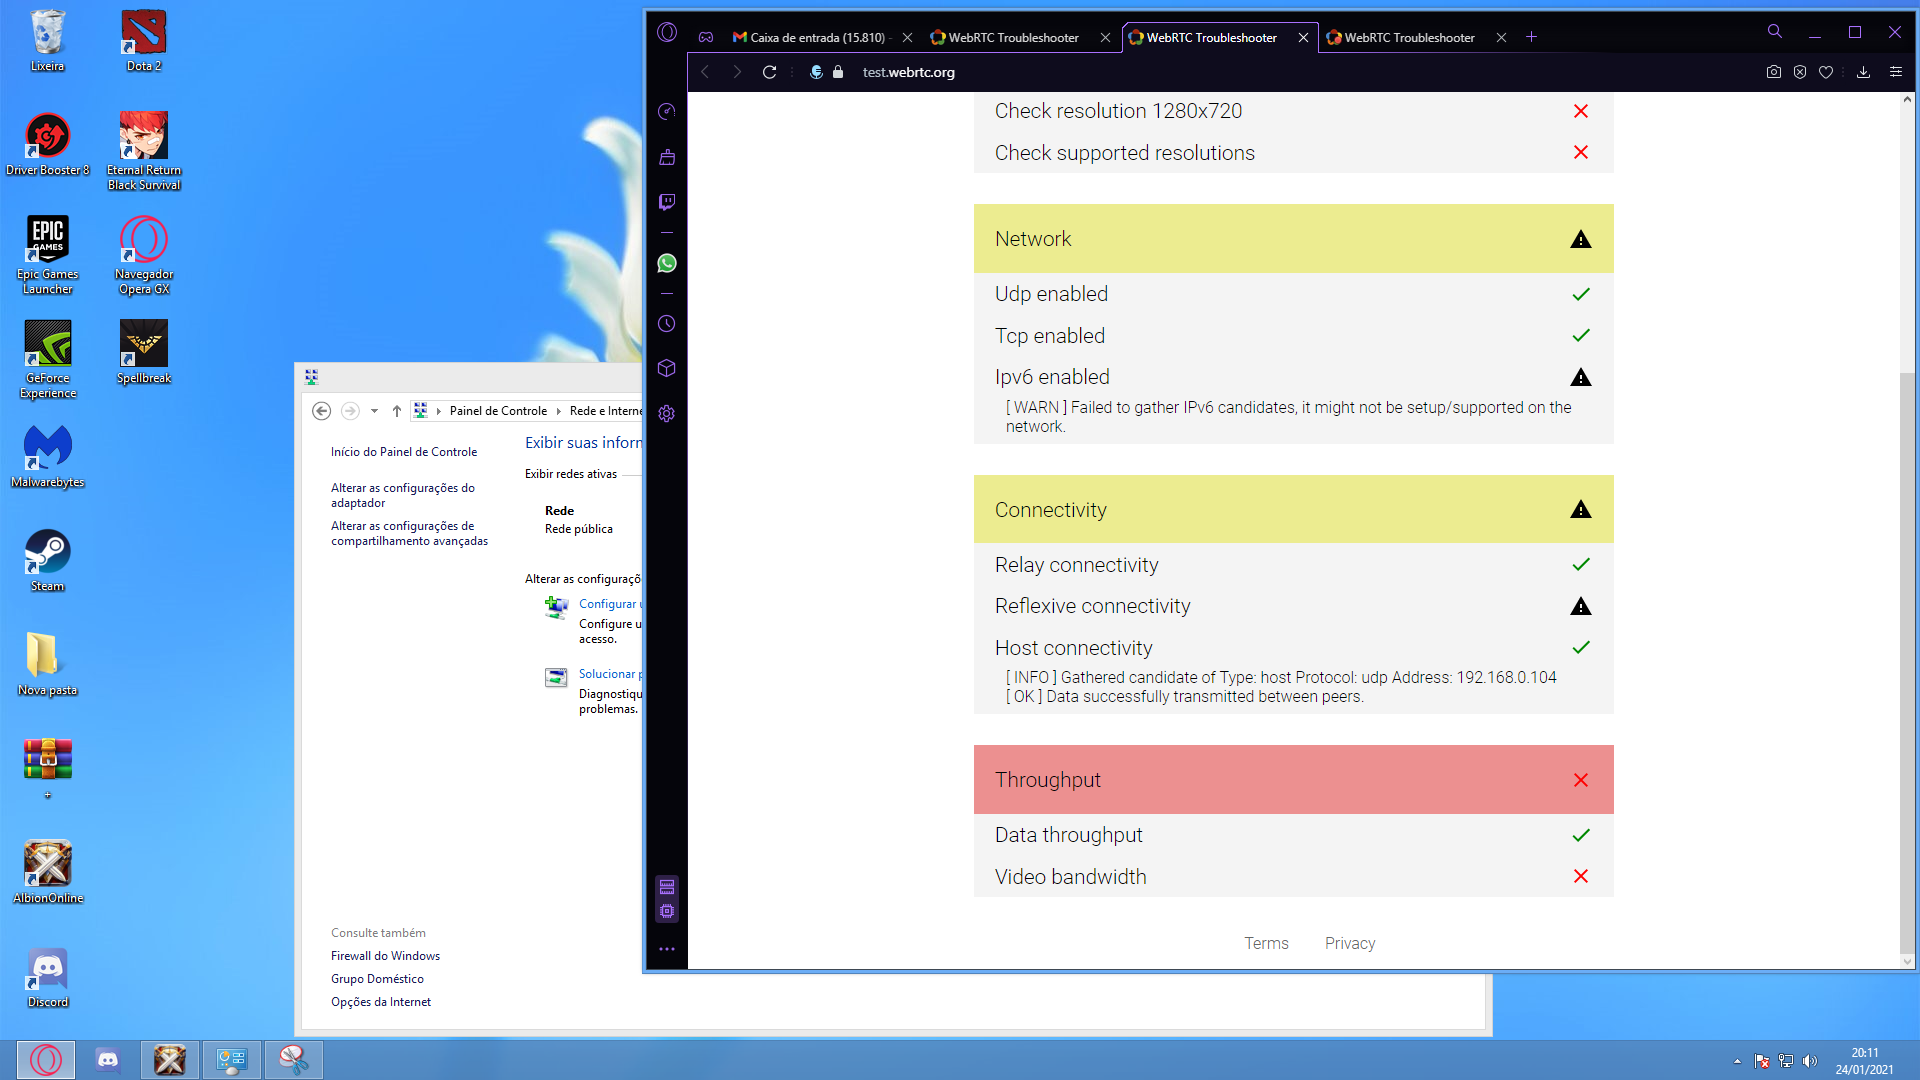 Lixeira
Dota 2
Driver Booster 8
Eternal Return
Black Survival
EPIC
GAMES
Epic Games
Launcher
Navegador
Opera GX
GeForce
Experience
Spellbreak
Malwarebytes
Steam
Nova pasta
+
AlbionOnline
Discord
Painel de Controle
Rede e Interne
Início do Painel de Controle
Alterar as configurações do
adaptador
Alterar as configurações de
compartilhamento avançadas
Exibir suas inforr
Exibir redes ativas
Rede
Rede pública
Alterar as configuraçõ
Configurar u
Configure u
acesso.
Solucionar p
Diagnostiqu
problemas.
Consulte também
Firewall do Windows
Grupo Doméstico
Opções da Internet
Caixa de entrada (15.810) -
WebRTC Troubleshooter
WebRTC Troubleshooter
WebRTC Troubleshooter
test.webrtc.org
Check resolution 1280x720
Check supported resolutions
Network
Udp enabled
Tcp enabled
Ipv6 enabled
[ WARN ] Failed to gather IPv6 candidates, it might not be setup/supported on the
network.
Connectivity
Relay connectivity
Reflexive connectivity
Host connectivity
[ INFO ] Gathered candidate of Type: host Protocol: udp Address: 192.168.0.104
[ OK ] Data successfully transmitted between peers.
Throughput
Data throughput
Video bandwidth
Terms
Privacy
20:11
24/01/2021